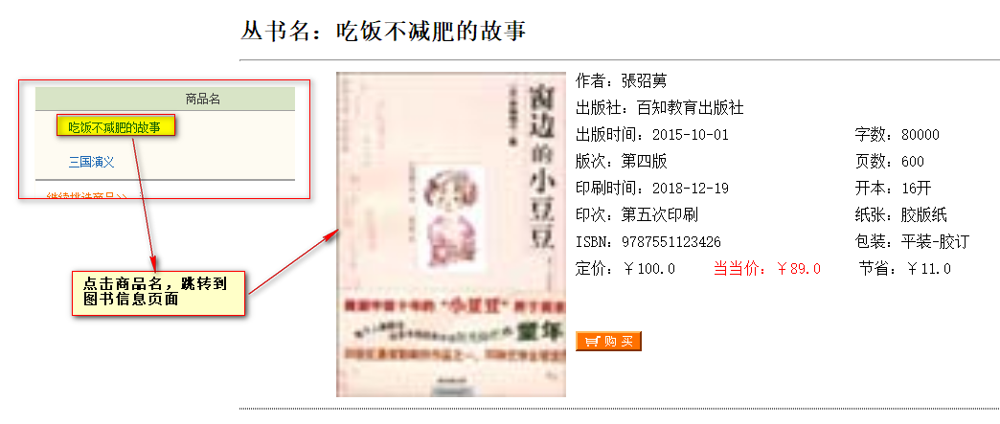 丛书名：吃饭不减肥的故事
商品名
吃饭不减肥的故事
三国演义
继续挑选商品>>
点击商品名，跳转到
图书信息页面
窗边的小豆豆
"小豆豆"
童年
作者：張弨莮
出版社：百知教育出版社
出版时间：2015-10-01 字数：80000
版次：第四版 页数：600
印刷时间：2018-12-19 开本：16开
印次：第五次印刷 纸张：胶版纸
ISBN：9787551123426 包装：平装-胶订
定价：￥100.0 当当价：￥89.0 节省：￥11.0
购买